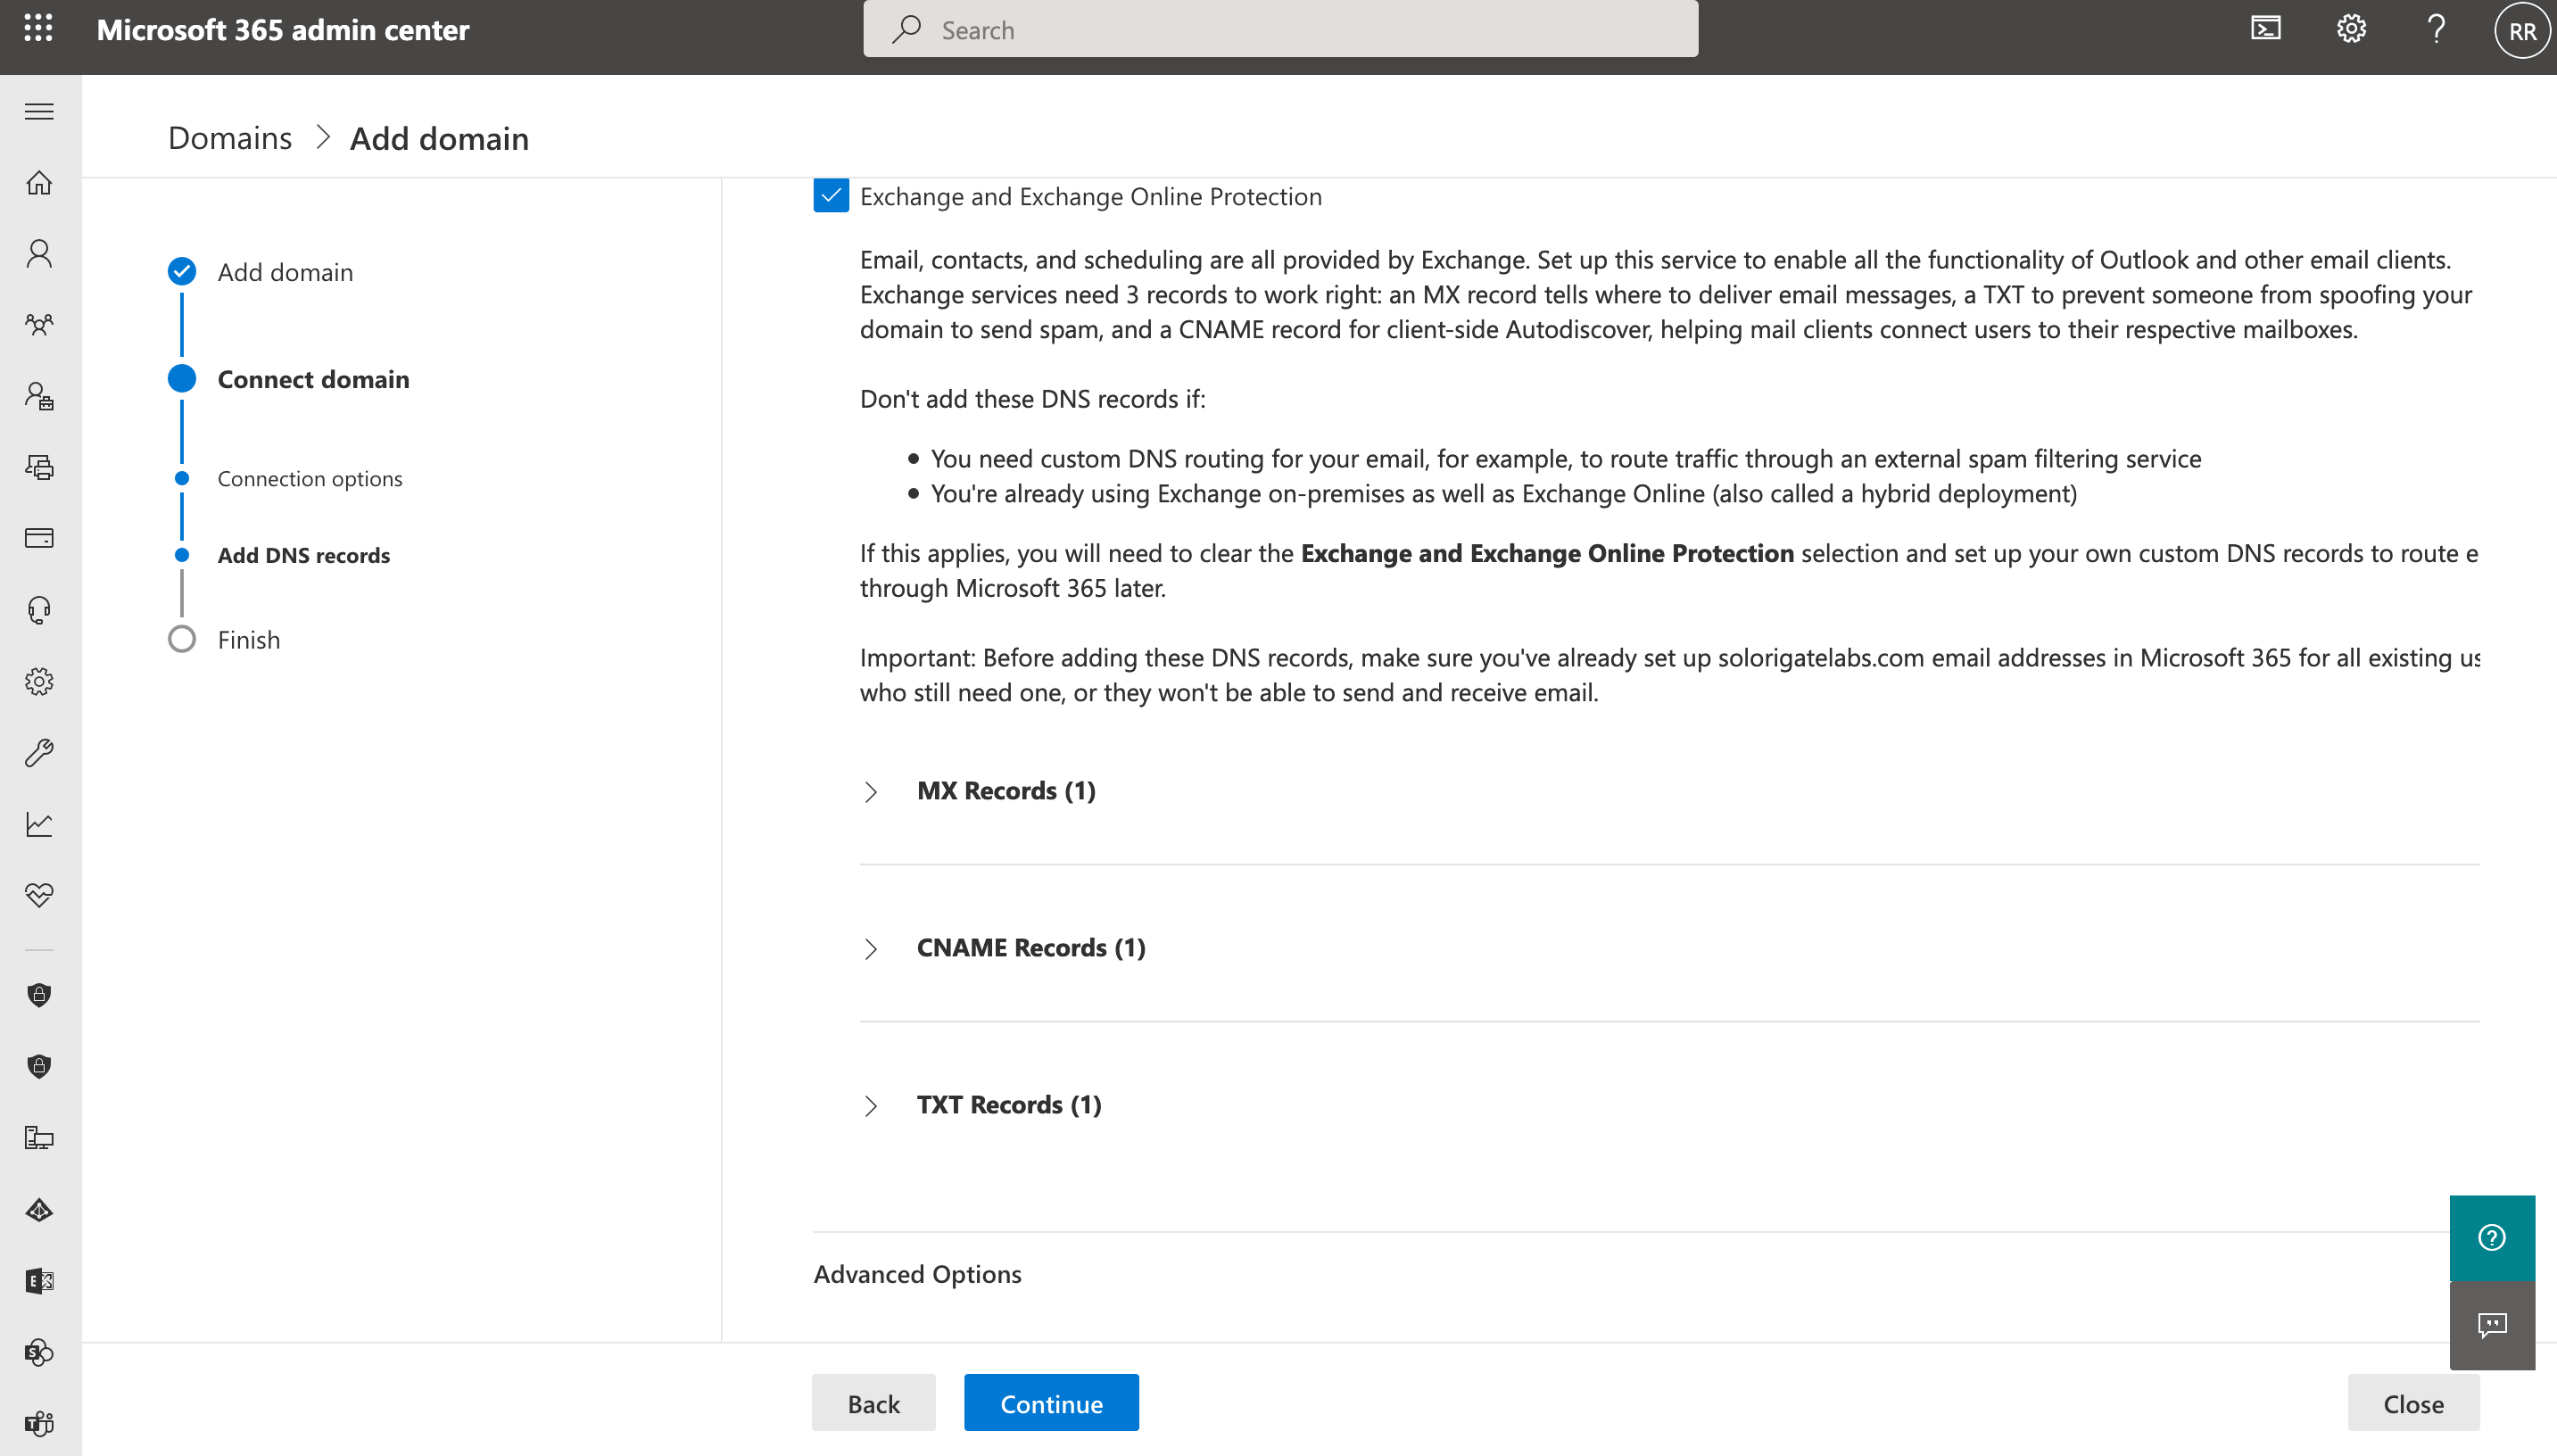 Microsoft 365 admin center
Search
RR
Domains
Add domain
Add domain
Connect domain
Connection options
Add DNS records
Finish
Exchange and Exchange Online Protection
Email, contacts, and scheduling are all provided by Exchange. Set up this service to enable all the functionality of Outlook and other email clients.
Exchange services need 3 records to work right: an MX record tells where to deliver email messages, a TXT to prevent someone from spoofing your
domain to send spam, and a CNAME record for client-side Autodiscover, helping mail clients connect users to their respective mailboxes.
Don't add these DNS records if:
• You need custom DNS routing for your email, for example, to route traffic through an external spam filtering service
• You're already using Exchange on-premises as well as Exchange Online (also called a hybrid deployment)
If this applies, you will need to clear the Exchange and Exchange Online Protection selection and set up your own custom DNS records to route e
through Microsoft 365 later.
Important: Before adding these DNS records, make sure you've already set up solorigatelabs.com email addresses in Microsoft 365 for all existing us
who still need one, or they won't be able to send and receive email.
MX Records (1)
CNAME Records (1)
TXT Records (1)
Advanced Options
Back
Continue
Close